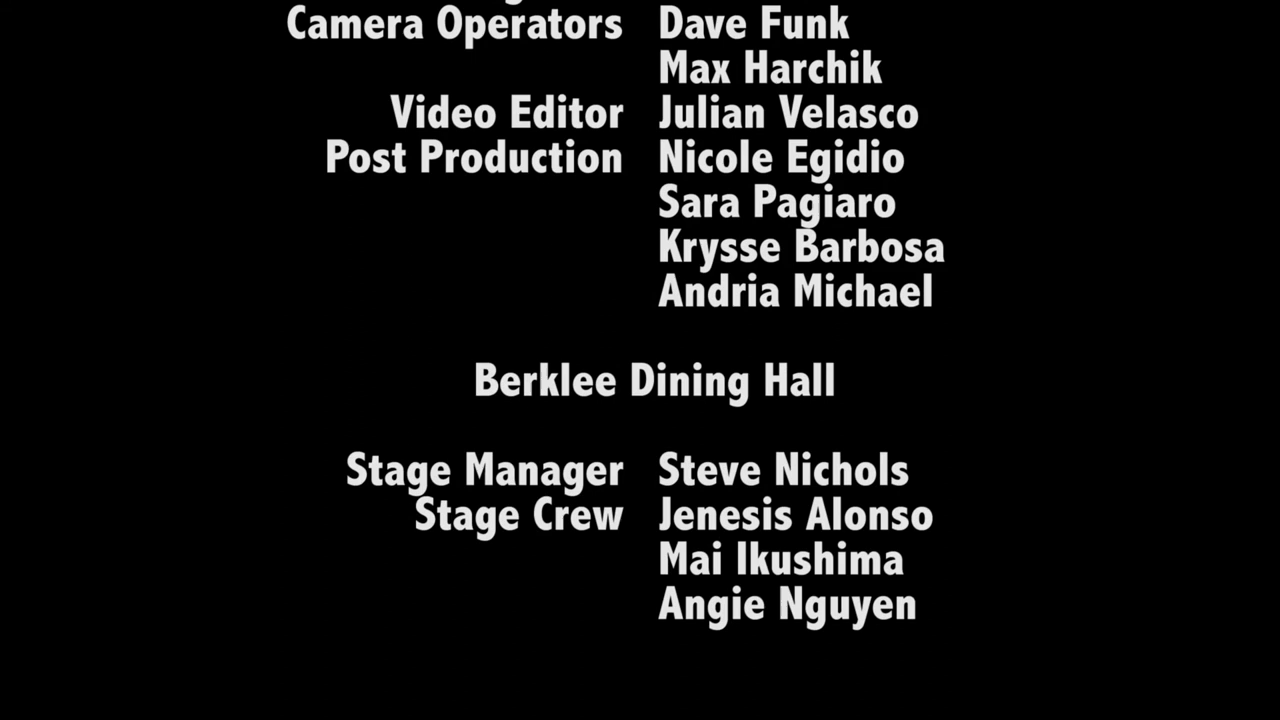 Camera Operators Dave Funk
Max Harchik
Video Editor Julian Velasco
Post Production Nicole Egidio
Sara Pagiaro
Krysse Barbosa
Andria Michael
Berklee Dining Hall
Stage Manager Steve Nichols
Stage Crew Jenesis Alonso
Mai Ikushima
Angie Nguyen